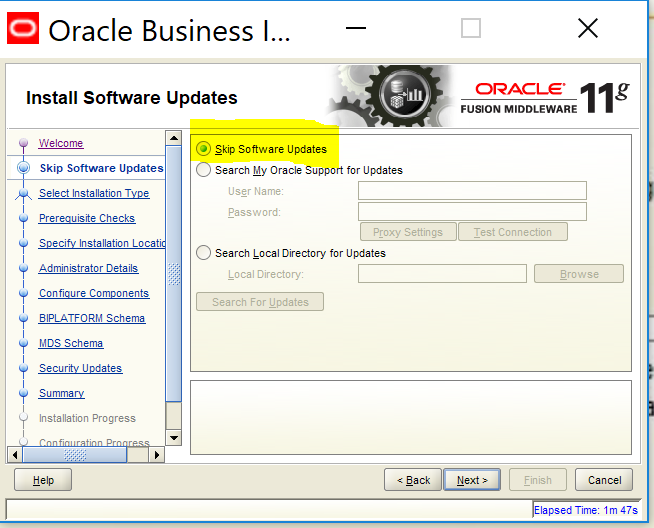 Oracle Business I...
Install Software Updates
ORACLE
FUSION MIDDLEWARE 11g
Welcome
Skip Software Updates
Select Installation Type
Prerequisite Checks
Specify Installation Locatic
Administrator Details
Configure Components
BIPLATFORM Schema
MDS Schema
Security Updates
Summary
Installation Progress
Configuration Progress
Skip Software Updates
Search My Oracle Support for Updates
User Name:
Password:
Proxy Settings Test Connection
Search Local Directory for Updates
Local Directory: Browse
Search For Updates
Help < Back Next > Finish Cancel
Elapsed Time: 1m 47s